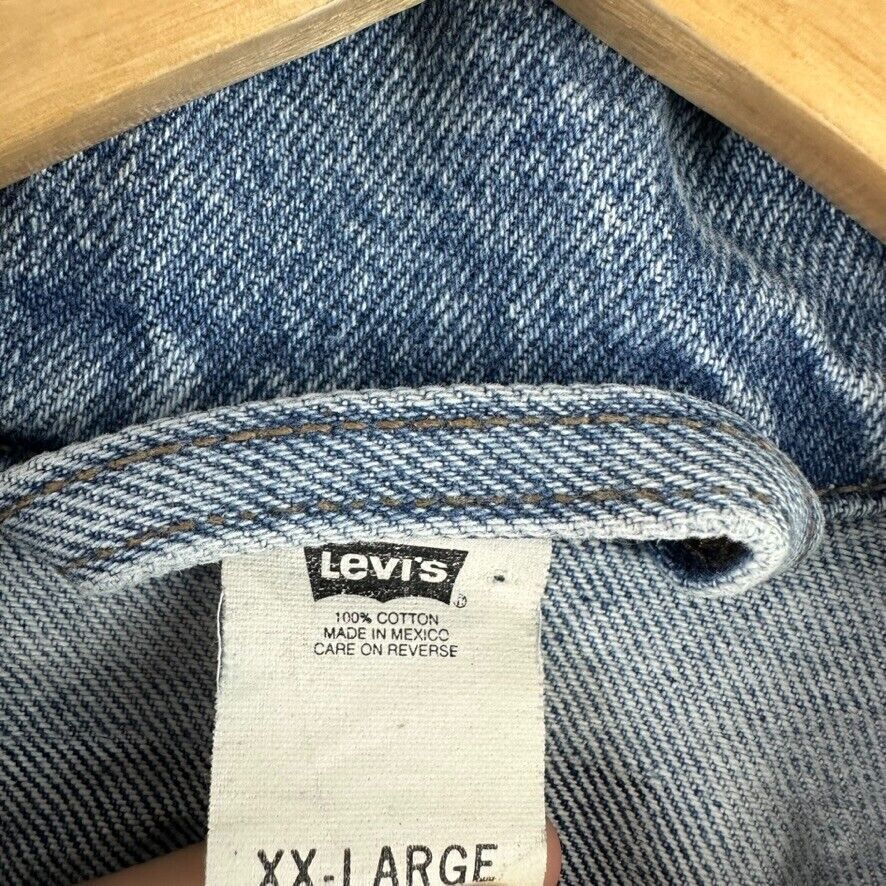 Levi's ®
100% COTTON
MADE IN MEXICO
CARE ON REVERSE
XX-LARGE